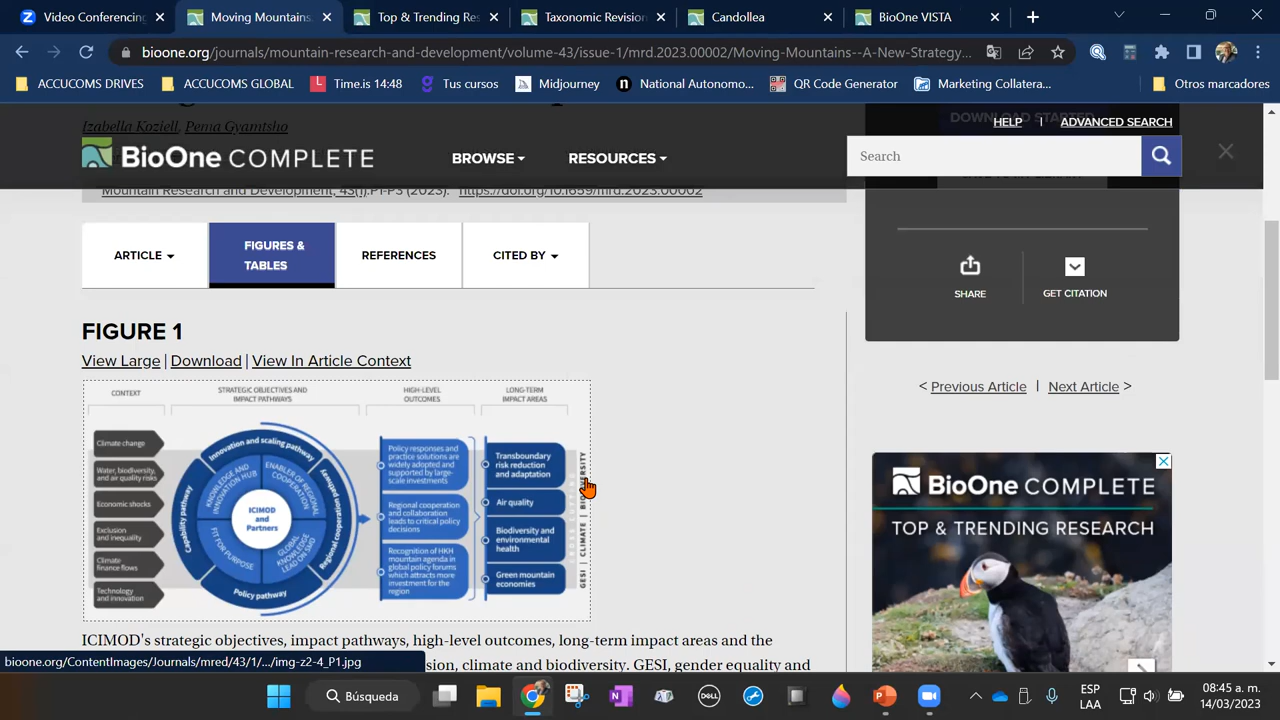 Video Conferencing
Moving Mountains.
Top & Trending Res
Taxonomic Revision
Candollea
BioOne VISTA
bioone.org/journals/mountain-research-and-development/volume-43/issue-1/mrd.2023.00002/Moving-Mountains--A-New-Strategy...
ACCUCOMS DRIVES
ACCUCOMS GLOBAL
Time.is 14:48
Tus cursos
Midjourney
National Autonomo...
QR Code Generator
Marketing Collatera...
Otros marcadores
Izabella Koziell, Pema Gyamtsho
DOWNLOAD STARTED
HELP | ADVANCED SEARCH
BioOne COMPLETE
BROWSE
RESOURCES
Search
Mountain Research and Development, 43(1):P1-P3 (2023). https://doi.org/10.1659/mrd.2023.00002
ARTICLE
FIGURES &
TABLES
REFERENCES
CITED BY
SHARE
GET CITATION
FIGURE 1
View Large | Download | View In Article Context
< Previous Article | Next Article >
CONTEXT
STRATEGIC OBJECTIVES AND
IMPACT PATHWAYS
HIGH-LEVEL
OUTCOMES
LONG-TERM
IMPACT AREAS
Climate change
Water, biodiversity,
and air quality risks
Economic shocks
Exclusion
and inequality
Climate
finance flows
Technology
and innovation
Innovation and scaling pathway
Capability pathway
Regional cooperation
Policy pathway
KNOWLEDGE AND
INNOVATION HUB
ENABLER OF
COOPERATION
FIT FOR PURPOSE
GLOBAL
ICIMOD
and
Partners
Policy responses and
practice solutions are
widely adopted and
supported by large-
scale investments
Regional cooperation
and collaboration
leads to critical policy
decisions
Recognition of HKH
mountain agenda in
global policy forums
which attracts more
investment for the
region
Transboundary
risk reduction
and adaptation
Air quality
Biodiversity and
environmental
health
Green mountain
economies
GESI | CLIMATE | BIODIVERSITY
ICIMOD's strategic objectives, impact pathways, high-level outcomes, long-term impact areas and the
sion, climate and biodiversity. GESI, gender equality and
BioOne COMPLETE
TOP & TRENDING RESEARCH
bioone.org/ContentImages/Journals/mred/43/1/.../img-z2-4_P1.jpg
Búsqueda
DELL
ESP
LAA
08:45 a. m.
14/03/2023